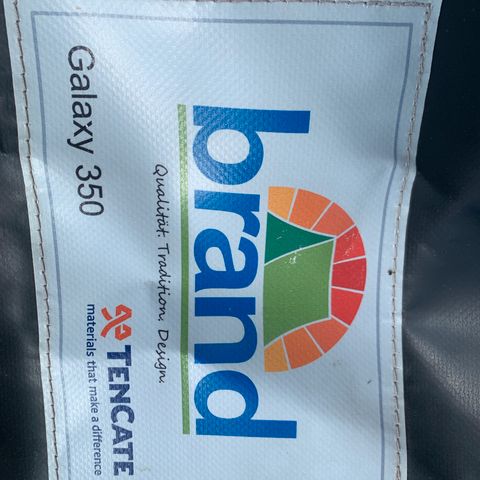 brand
Qualität. Tradition. Design.
Galaxy 350
TENCATE
materials that make a difference